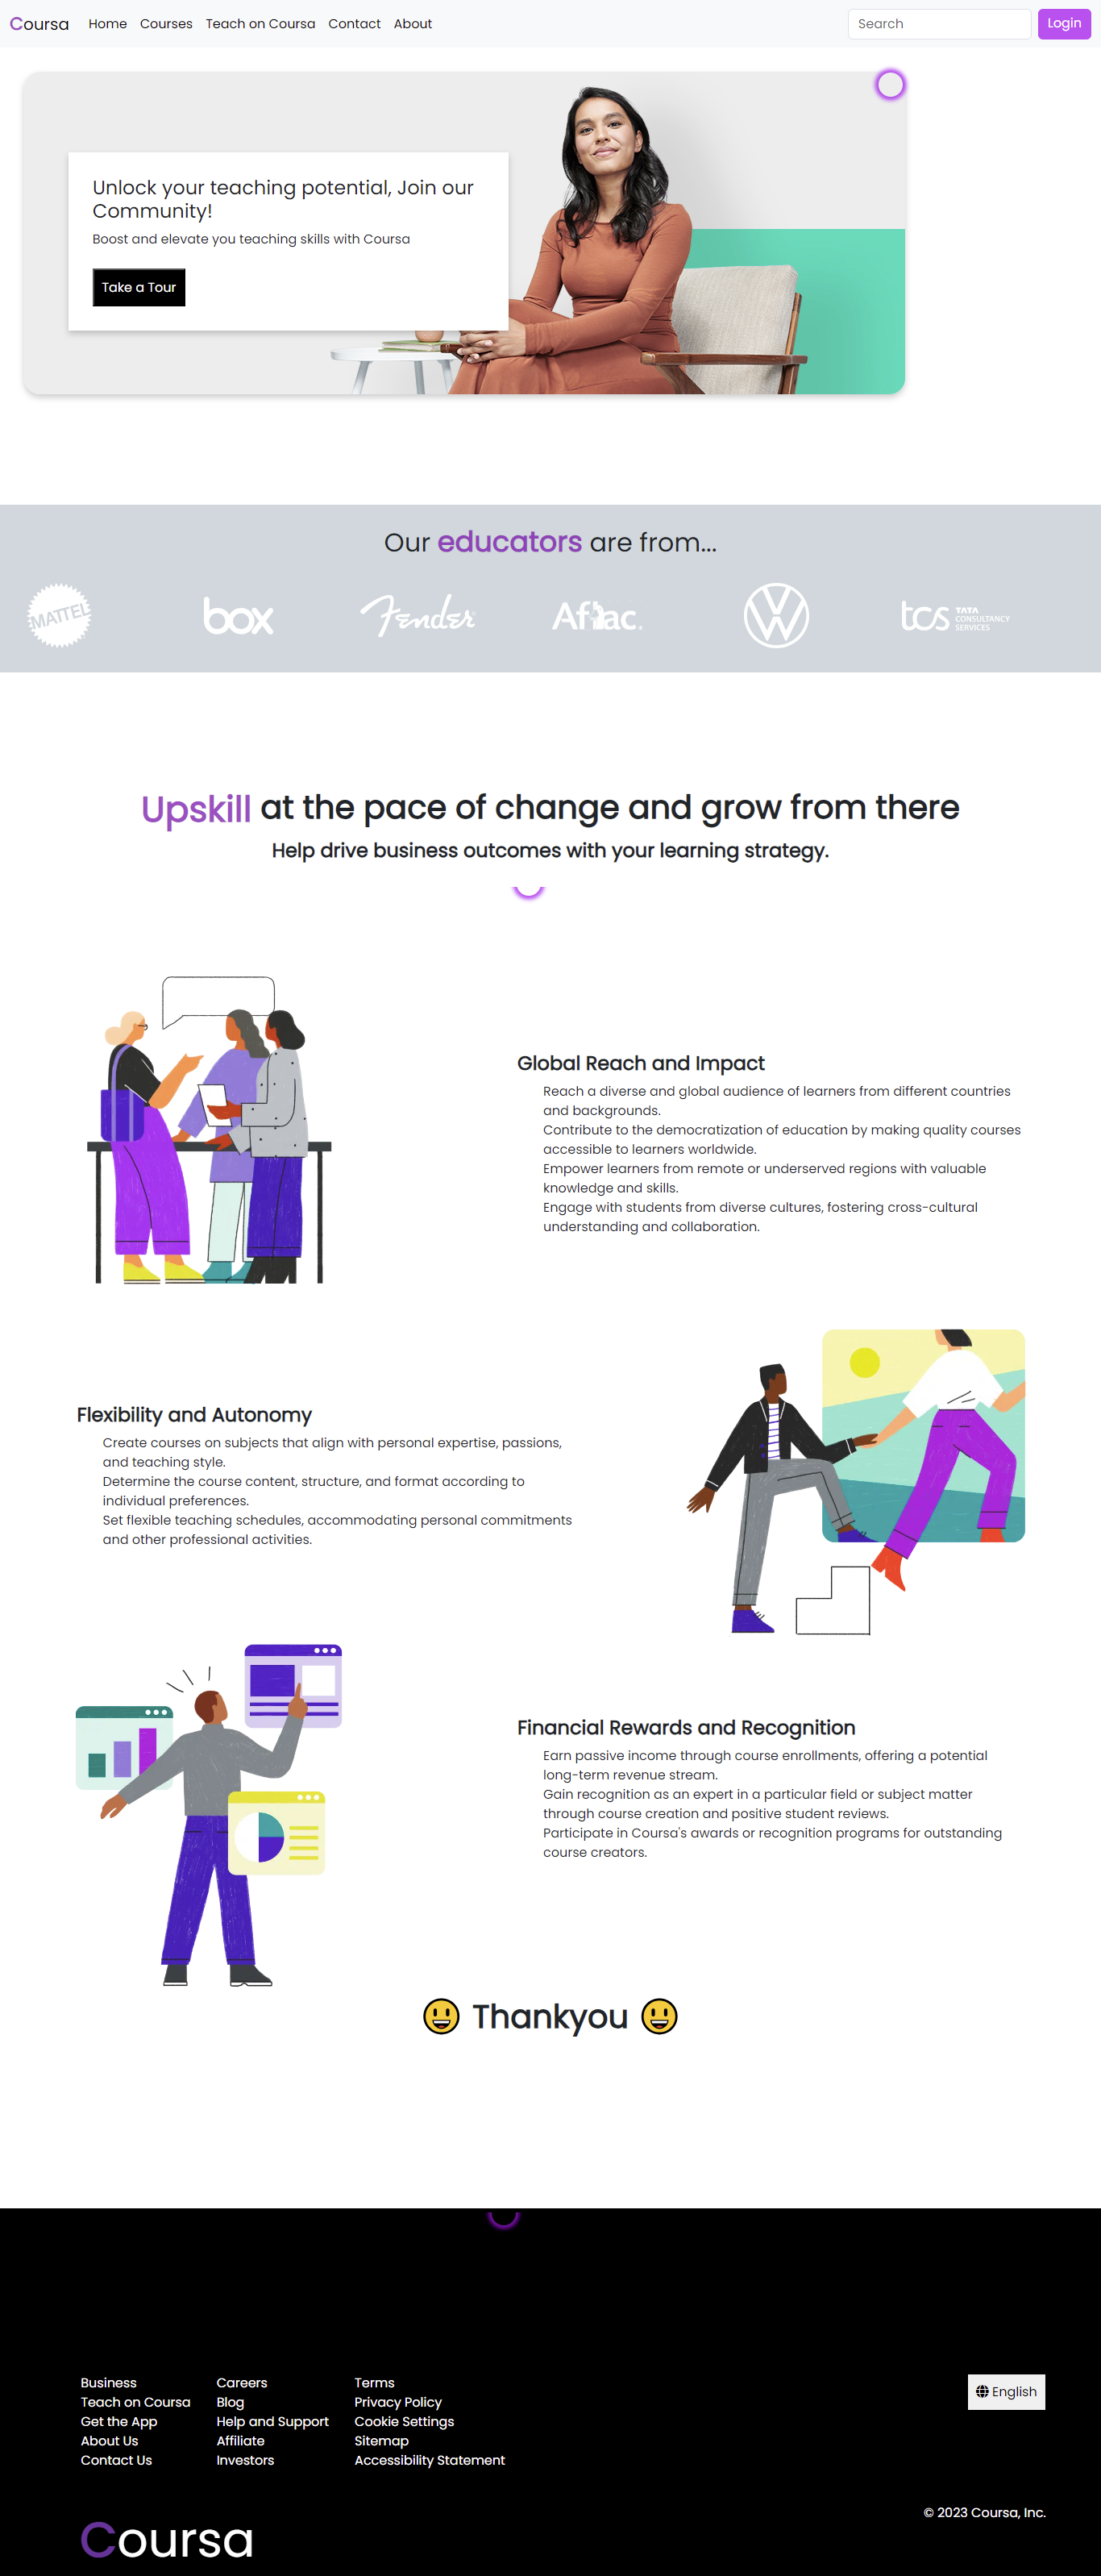 Coursa Home Courses Teach on Coursa Contact About Search Login
Unlock your teaching potential, Join our
Community!
Boost and elevate you teaching skills with Coursa
Take a Tour
Our educators are from...
MATTEL box Fender Aflac. VW tcs TATA
CONSULTANCY
SERVICES
Upskill at the pace of change and grow from there
Help drive business outcomes with your learning strategy.
Global Reach and Impact
Reach a diverse and global audience of learners from different countries
and backgrounds.
Contribute to the democratization of education by making quality courses
accessible to learners worldwide.
Empower learners from remote or underserved regions with valuable
knowledge and skills.
Engage with students from diverse cultures, fostering cross-cultural
understanding and collaboration.
Flexibility and Autonomy
Create courses on subjects that align with personal expertise, passions,
and teaching style.
Determine the course content, structure, and format according to
individual preferences.
Set flexible teaching schedules, accommodating personal commitments
and other professional activities.
Financial Rewards and Recognition
Earn passive income through course enrollments, offering a potential
long-term revenue stream.
Gain recognition as an expert in a particular field or subject matter
through course creation and positive student reviews.
Participate in Coursa's awards or recognition programs for outstanding
course creators.
😃 Thankyou 😃
Business
Teach on Coursa
Get the App
About Us
Contact Us
Careers
Blog
Help and Support
Affiliate
Investors
Terms
Privacy Policy
Cookie Settings
Sitemap
Accessibility Statement
English
Coursa
© 2023 Coursa, Inc.